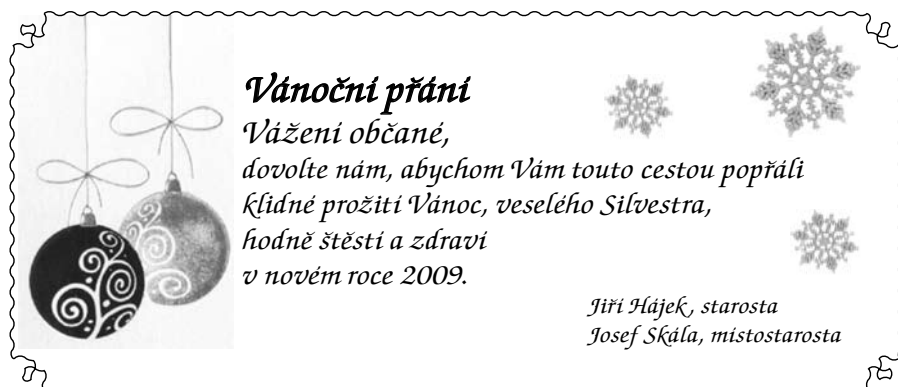 Vánoční přání
Vážení občané,
dovolte nám, abychom Vám touto cestou popřáli
klidné prožití Vánoc, veselého Silvestra,
hodně štěstí a zdraví
v novém roce 2009.
Jiří Hájek, starosta
Josef Skála, místostarosta